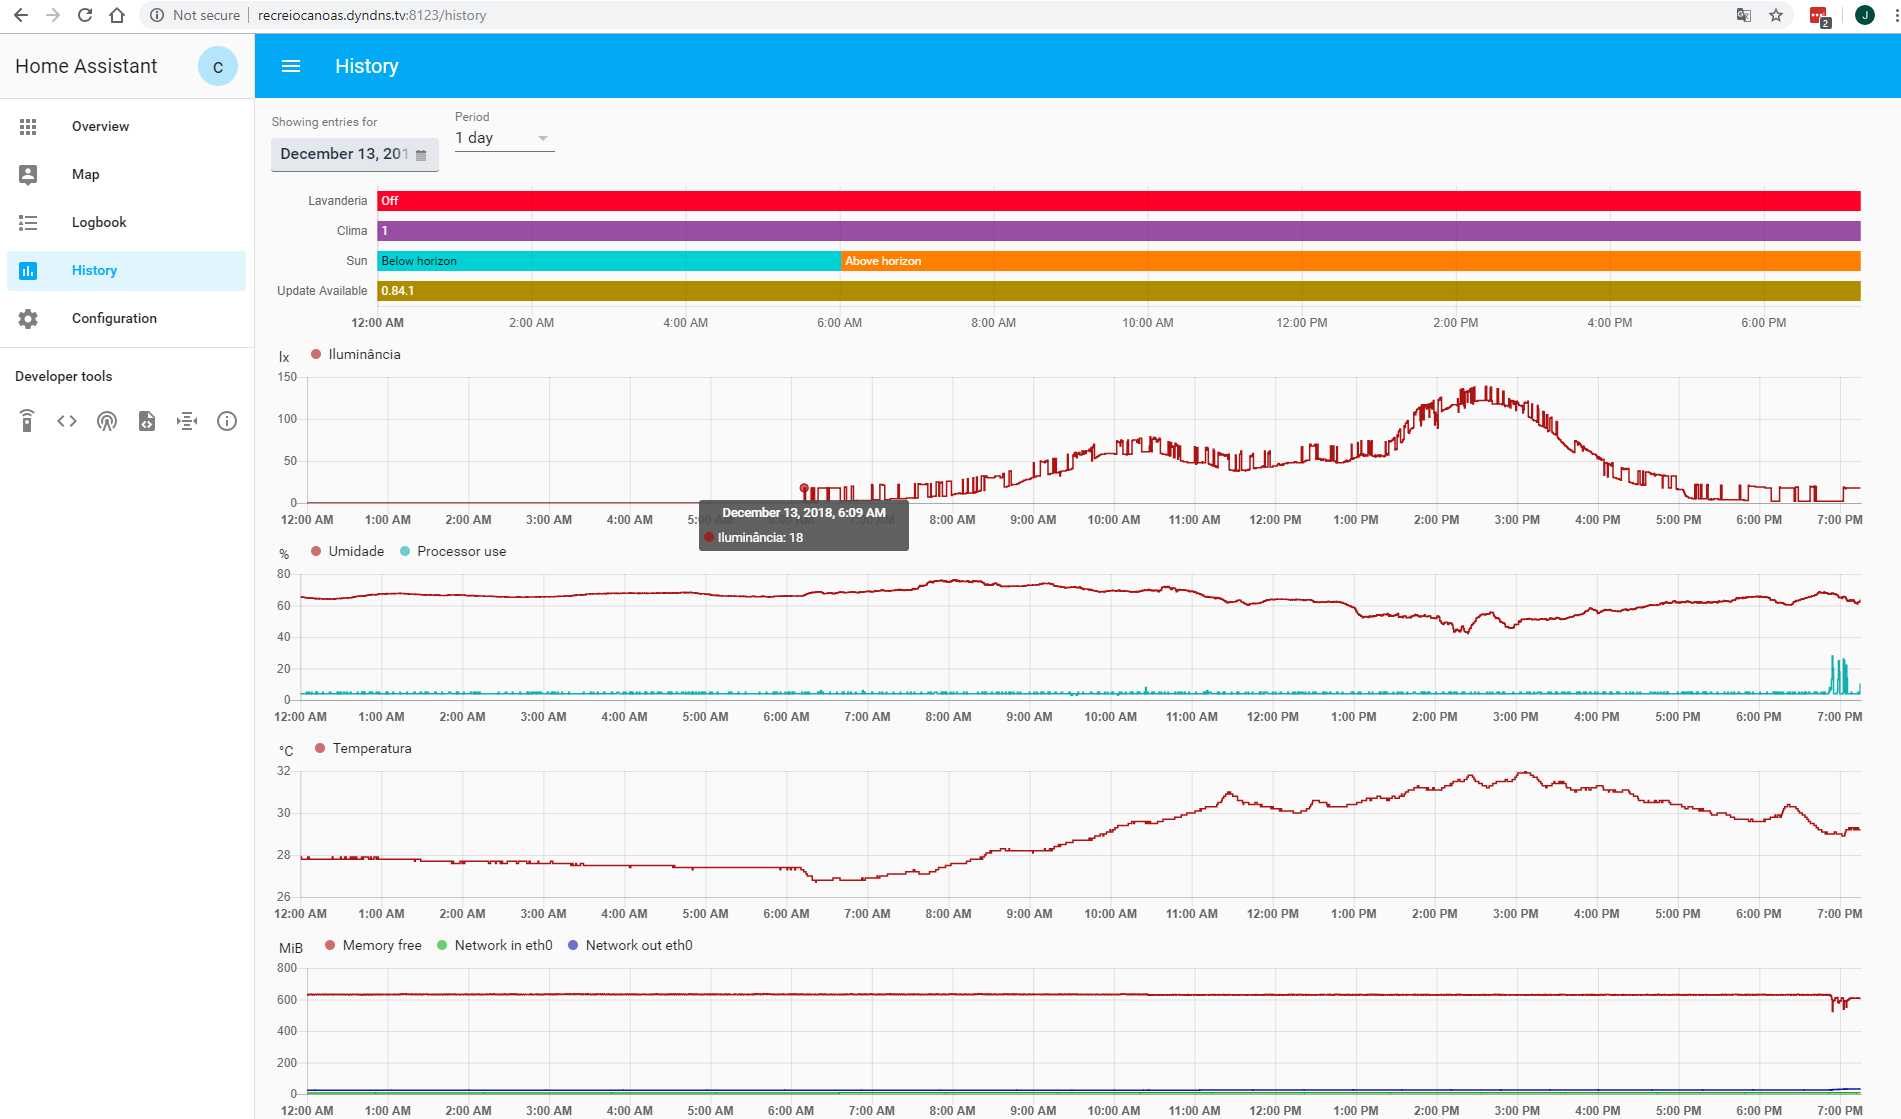 Not secure | recreiocanoas.dyndns.tv:8123/history
2
J
Home Assistant
C
History
Overview
Map
Logbook
History
Configuration
Developer tools
Showing entries for
December 13, 201
Period
1 day
Lavanderia Off
Clima 1
Sun Below horizon Above horizon
Update Available 0.84.1
12:00 AM 2:00 AM 4:00 AM 6:00 AM 8:00 AM 10:00 AM 12:00 PM 2:00 PM 4:00 PM 6:00 PM
lx Iluminância
150
100
50
0
12:00 AM 1:00 AM 2:00 AM 3:00 AM 4:00 AM 5:00 AM 6:00 AM 7:00 AM 8:00 AM 9:00 AM 10:00 AM 11:00 AM 12:00 PM 1:00 PM 2:00 PM 3:00 PM 4:00 PM 5:00 PM 6:00 PM 7:00 PM
December 13, 2018, 6:09 AM
Iluminância: 18
% Umidade Processor use
80
60
40
20
0
12:00 AM 1:00 AM 2:00 AM 3:00 AM 4:00 AM 5:00 AM 6:00 AM 7:00 AM 8:00 AM 9:00 AM 10:00 AM 11:00 AM 12:00 PM 1:00 PM 2:00 PM 3:00 PM 4:00 PM 5:00 PM 6:00 PM 7:00 PM
°C Temperatura
32
30
28
26
12:00 AM 1:00 AM 2:00 AM 3:00 AM 4:00 AM 5:00 AM 6:00 AM 7:00 AM 8:00 AM 9:00 AM 10:00 AM 11:00 AM 12:00 PM 1:00 PM 2:00 PM 3:00 PM 4:00 PM 5:00 PM 6:00 PM 7:00 PM
MiB Memory free Network in eth0 Network out eth0
800
600
400
200
0
12:00 AM 1:00 AM 2:00 AM 3:00 AM 4:00 AM 5:00 AM 6:00 AM 7:00 AM 8:00 AM 9:00 AM 10:00 AM 11:00 AM 12:00 PM 1:00 PM 2:00 PM 3:00 PM 4:00 PM 5:00 PM 6:00 PM 7:00 PM